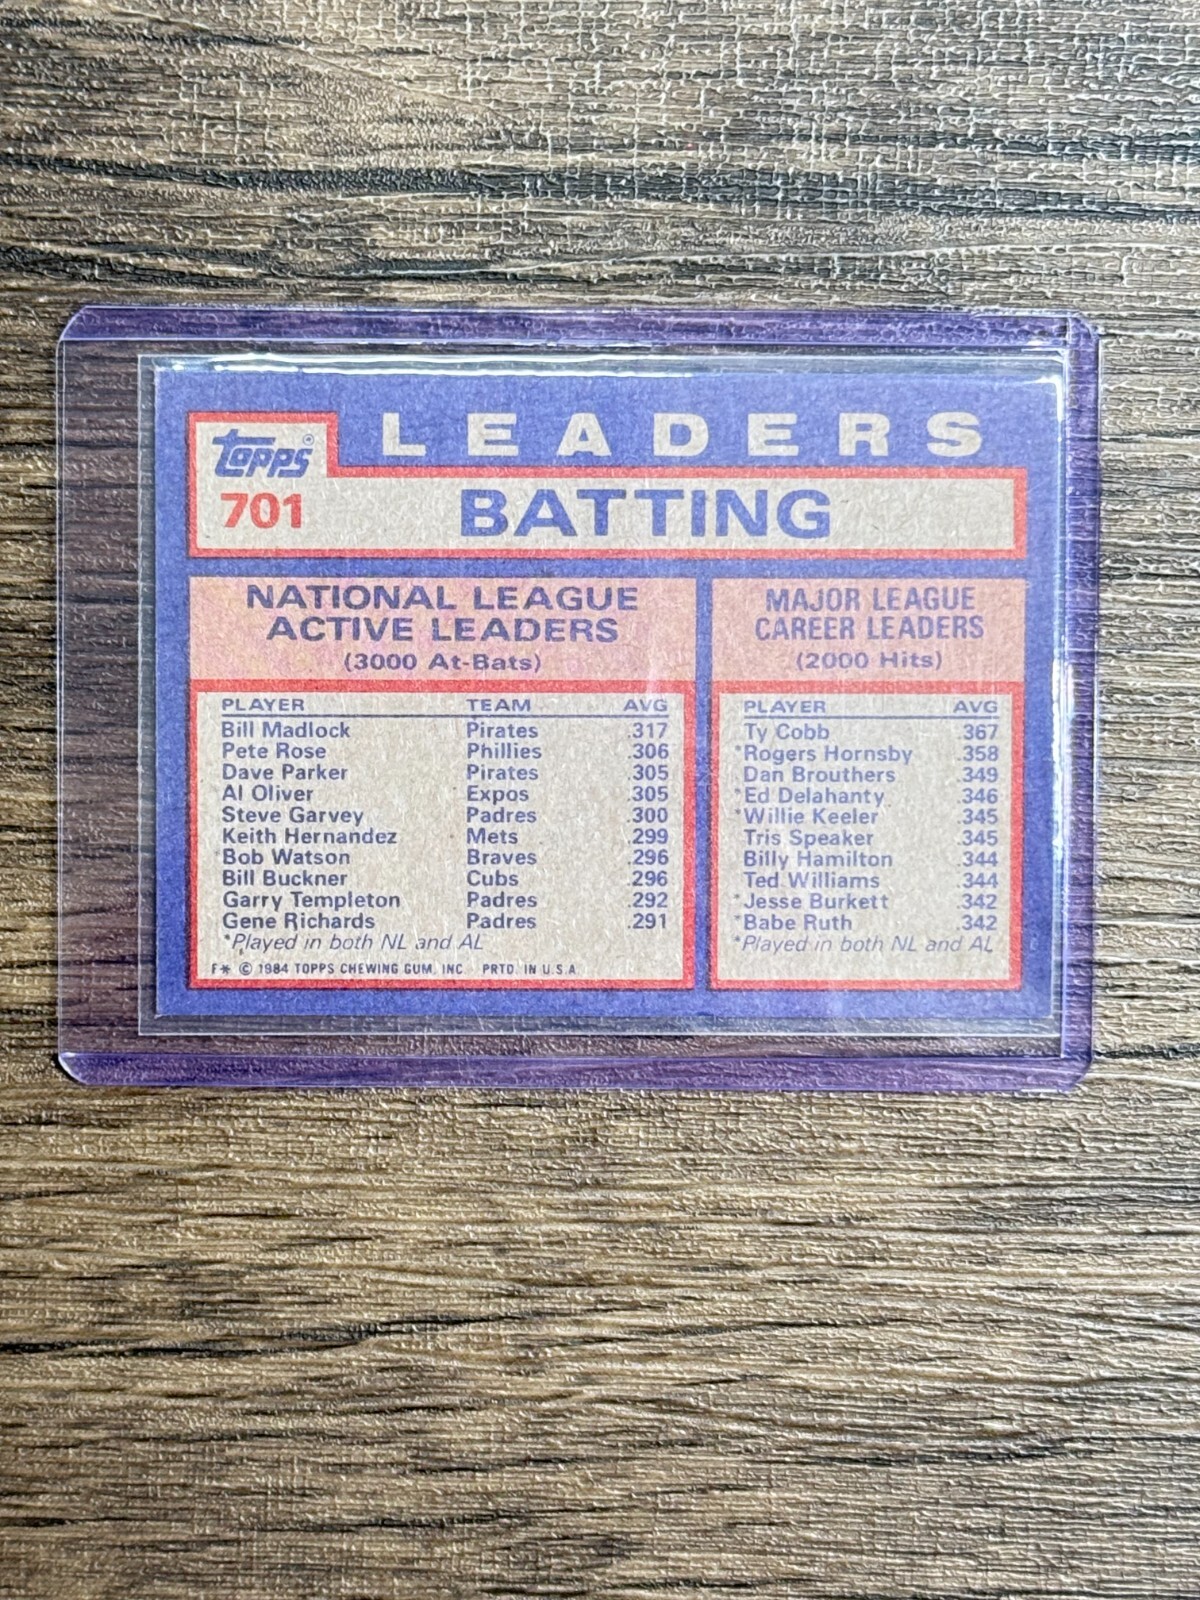 LEADERS
Topps®
701
BATTING
NATIONAL LEAGUE
ACTIVE LEADERS
(3000 At-Bats)
PLAYER TEAM AVG
Bill Madlock Pirates .317
Pete Rose Phillies .306
Dave Parker Pirates .305
*Al Oliver Expos .305
Steve Garvey Padres .300
Keith Hernandez Mets .299
*Bob Watson Braves .296
Bill Buckner Cubs .296
Garry Templeton Padres .292
Gene Richards Padres .291
*Played in both NL and AL
F* © 1984 TOPPS CHEWING GUM, INC. PRTD. IN U.S.A.
MAJOR LEAGUE
CAREER LEADERS
(2000 Hits)
PLAYER AVG
Ty Cobb .367
*Rogers Hornsby .358
Dan Brouthers .349
*Ed Delahanty .346
*Willie Keeler .345
Tris Speaker .345
Billy Hamilton .344
Ted Williams .344
*Jesse Burkett .342
*Babe Ruth .342
*Played in both NL and AL